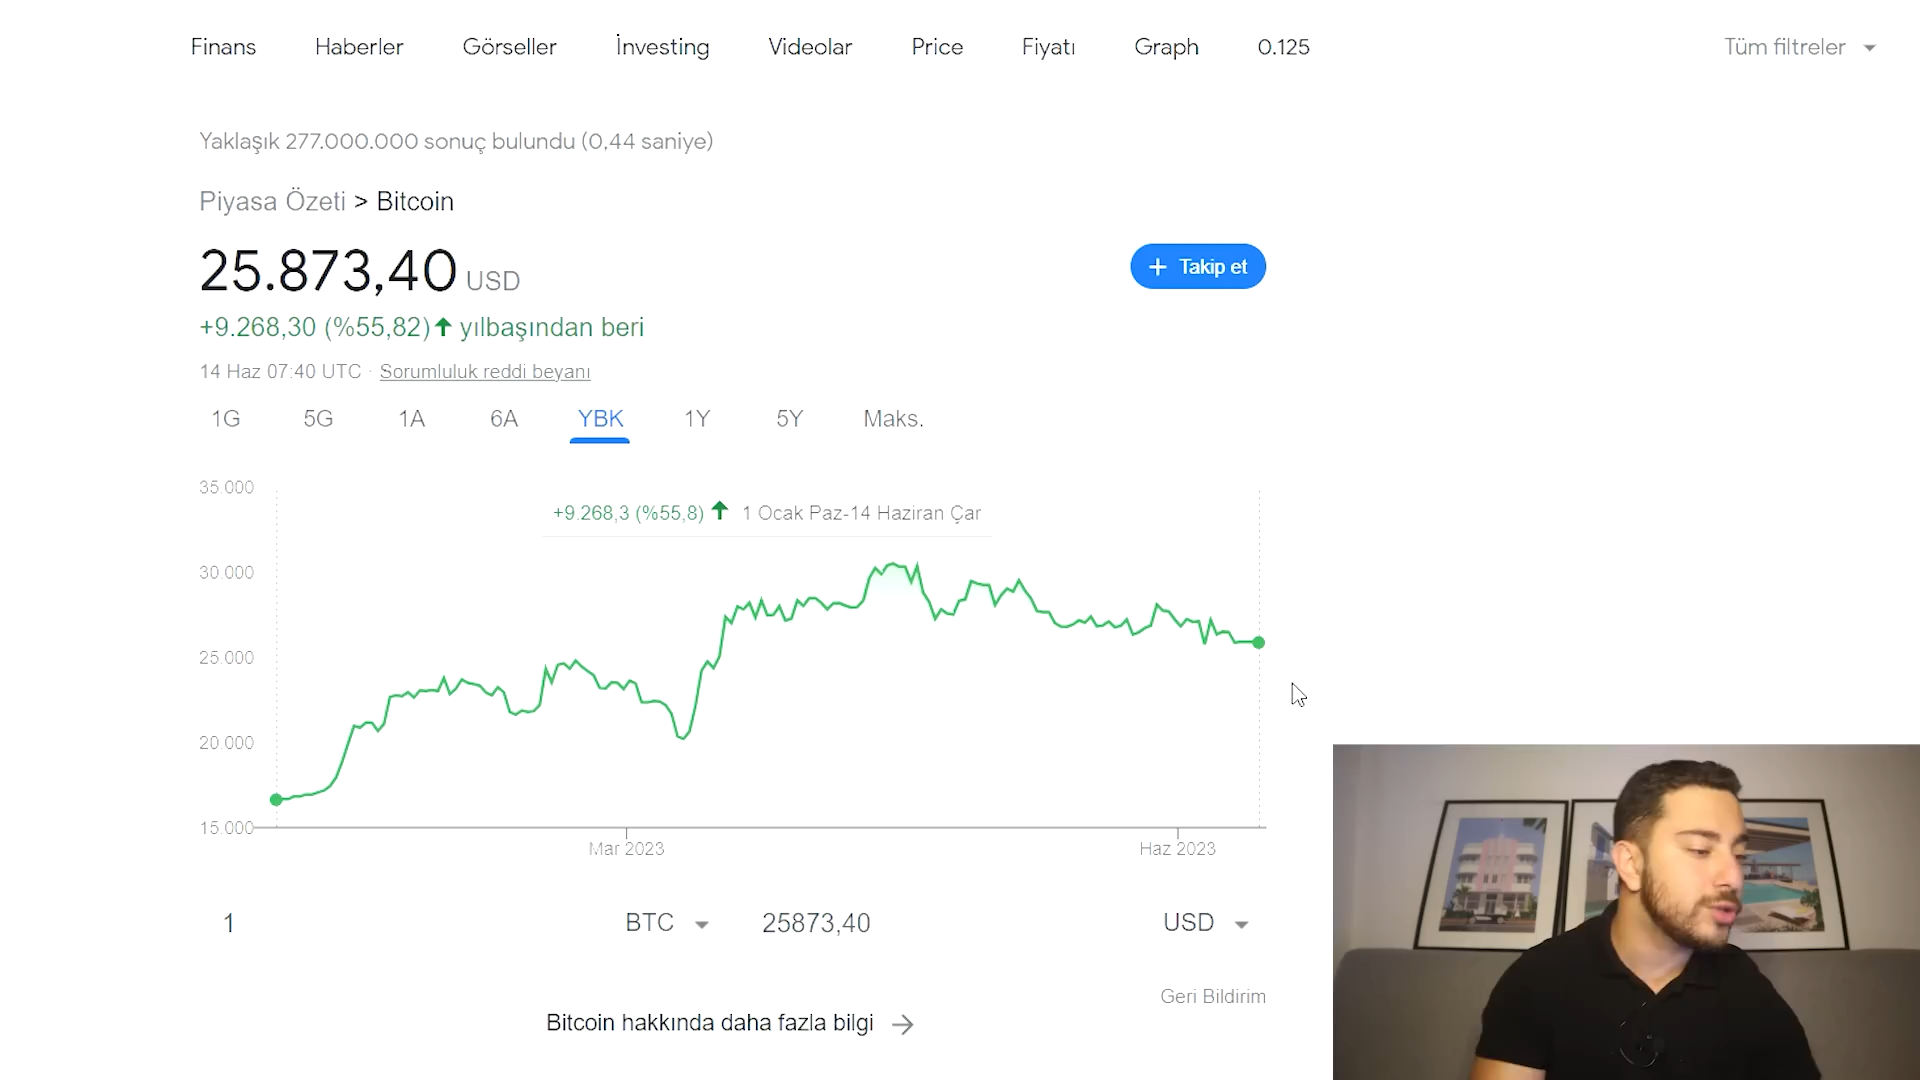 Finans Haberler Görseller İnvesting Videolar Price Fiyatı Graph 0.125 Tüm filtreler
Yaklaşık 277.000.000 sonuç bulundu (0,44 saniye)
Piyasa Özeti > Bitcoin
25.873,40 USD
+ Takip et
+9.268,30 (%55,82) yılbaşından beri
14 Haz 07:40 UTC · Sorumluluk reddi beyanı
1G 5G 1A 6A YBK 1Y 5Y Maks.
35.000
+9.268,3 (%55,8) 1 Ocak Paz-14 Haziran Çar
30.000
25.000
20.000
15.000
Mar 2023 Haz 2023
1 BTC 25873,40 USD
Geri Bildirim
Bitcoin hakkında daha fazla bilgi